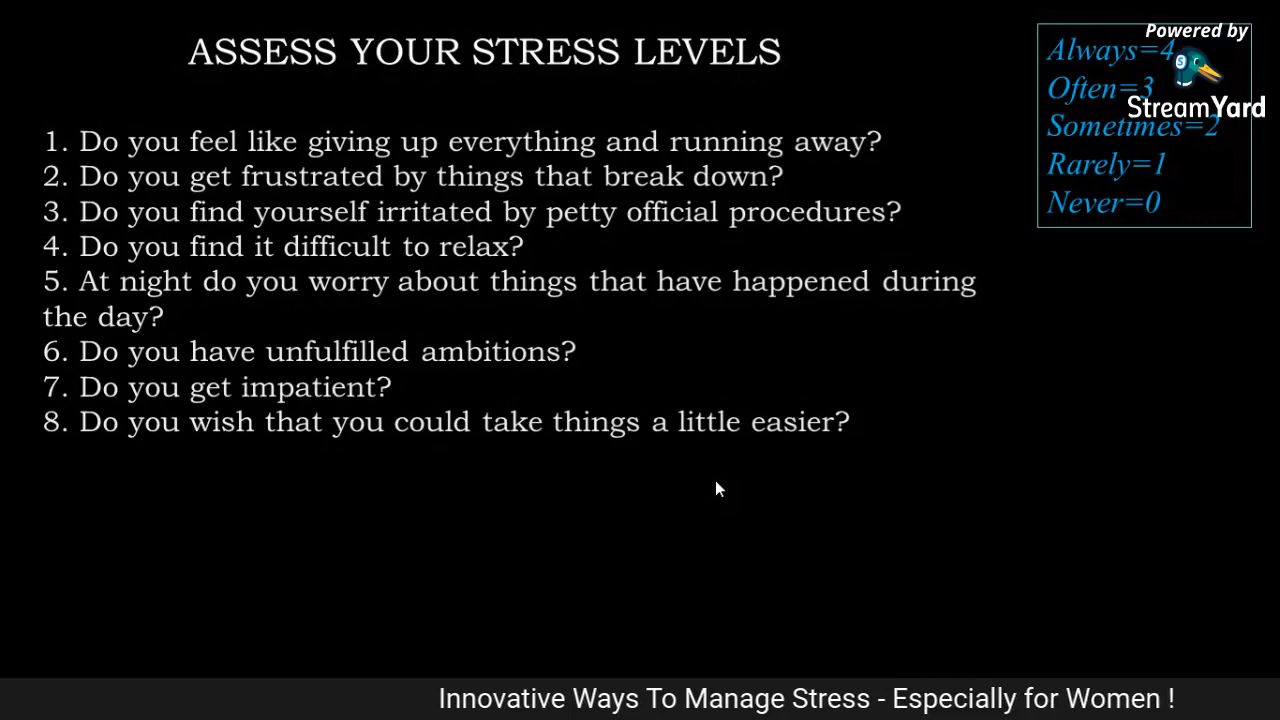 ASSESS YOUR STRESS LEVELS
1. Do you feel like giving up everything and running away?
2. Do you get frustrated by things that break down?
3. Do you find yourself irritated by petty official procedures?
4. Do you find it difficult to relax?
5. At night do you worry about things that have happened during
the day?
6. Do you have unfulfilled ambitions?
7. Do you get impatient?
8. Do you wish that you could take things a little easier?
Always=4
Often=3
Sometimes=2
Rarely=1
Never=0
Powered by
StreamYard
Innovative Ways To Manage Stress - Especially for Women !